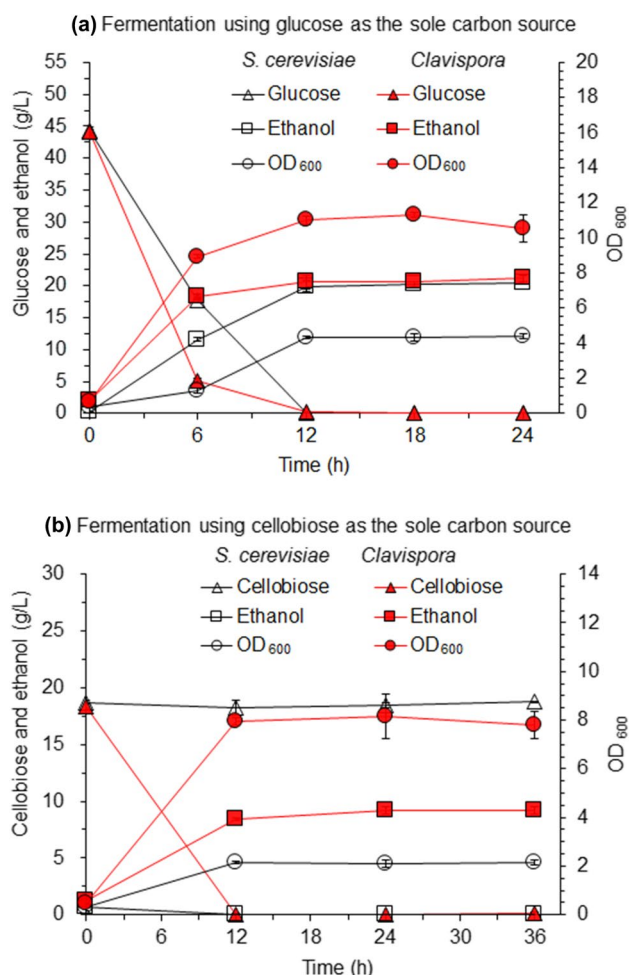 (a) Fermentation using glucose as the sole carbon source
S. cerevisiae Clavispora
Glucose Glucose
Ethanol Ethanol
OD600 OD600
55
50
45
40
35
30
25
20
15
10
5
0
Glucose and ethanol (g/L)
20
18
16
14
12
10
8
6
4
2
0
OD600
0 6 12 18 24
Time (h)
(b) Fermentation using cellobiose as the sole carbon source
S. cerevisiae Clavispora
Cellobiose Cellobiose
Ethanol Ethanol
OD600 OD600
30
25
20
15
10
5
0
Cellobiose and ethanol (g/L)
14
12
10
8
6
4
2
0
OD600
0 6 12 18 24 30 36
Time (h)